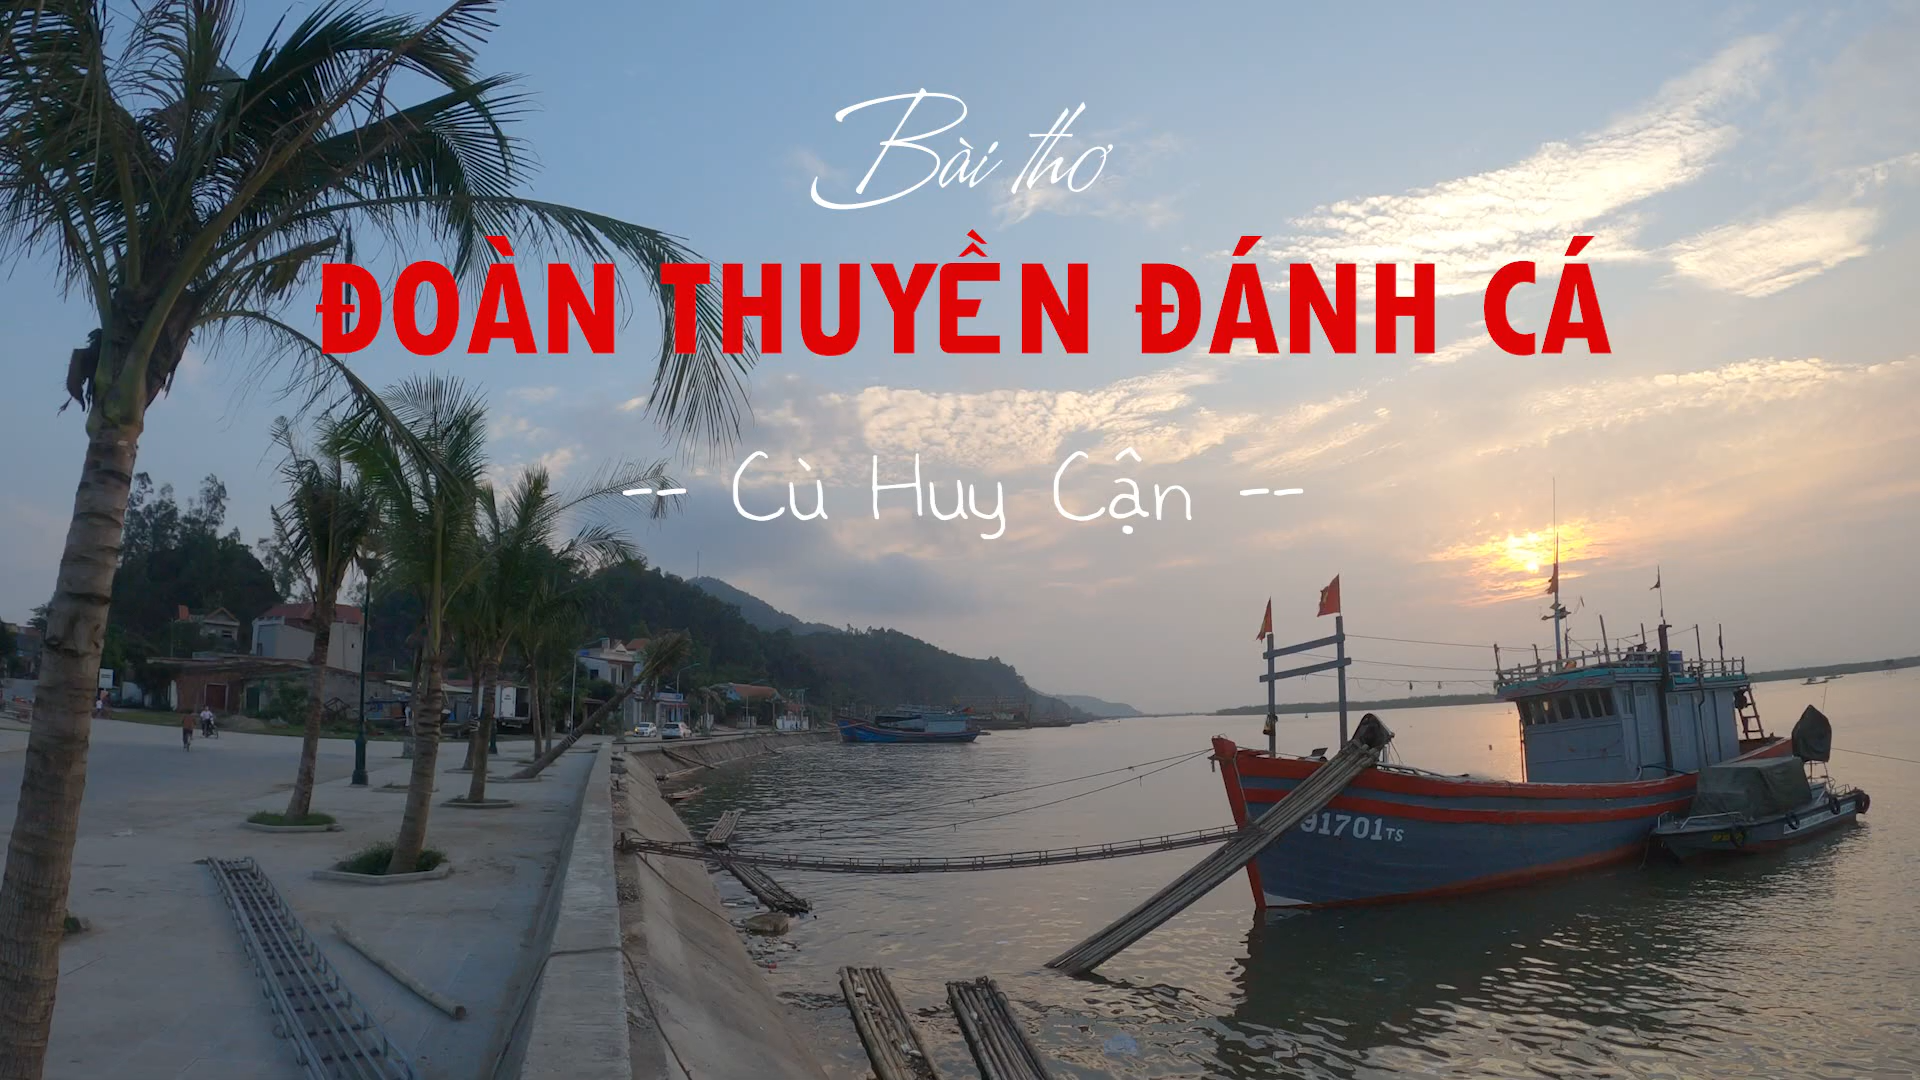 Bài thơ
ĐOÀN THUYỀN ĐÁNH CÁ
-- Cù Huy Cận --
91701TS